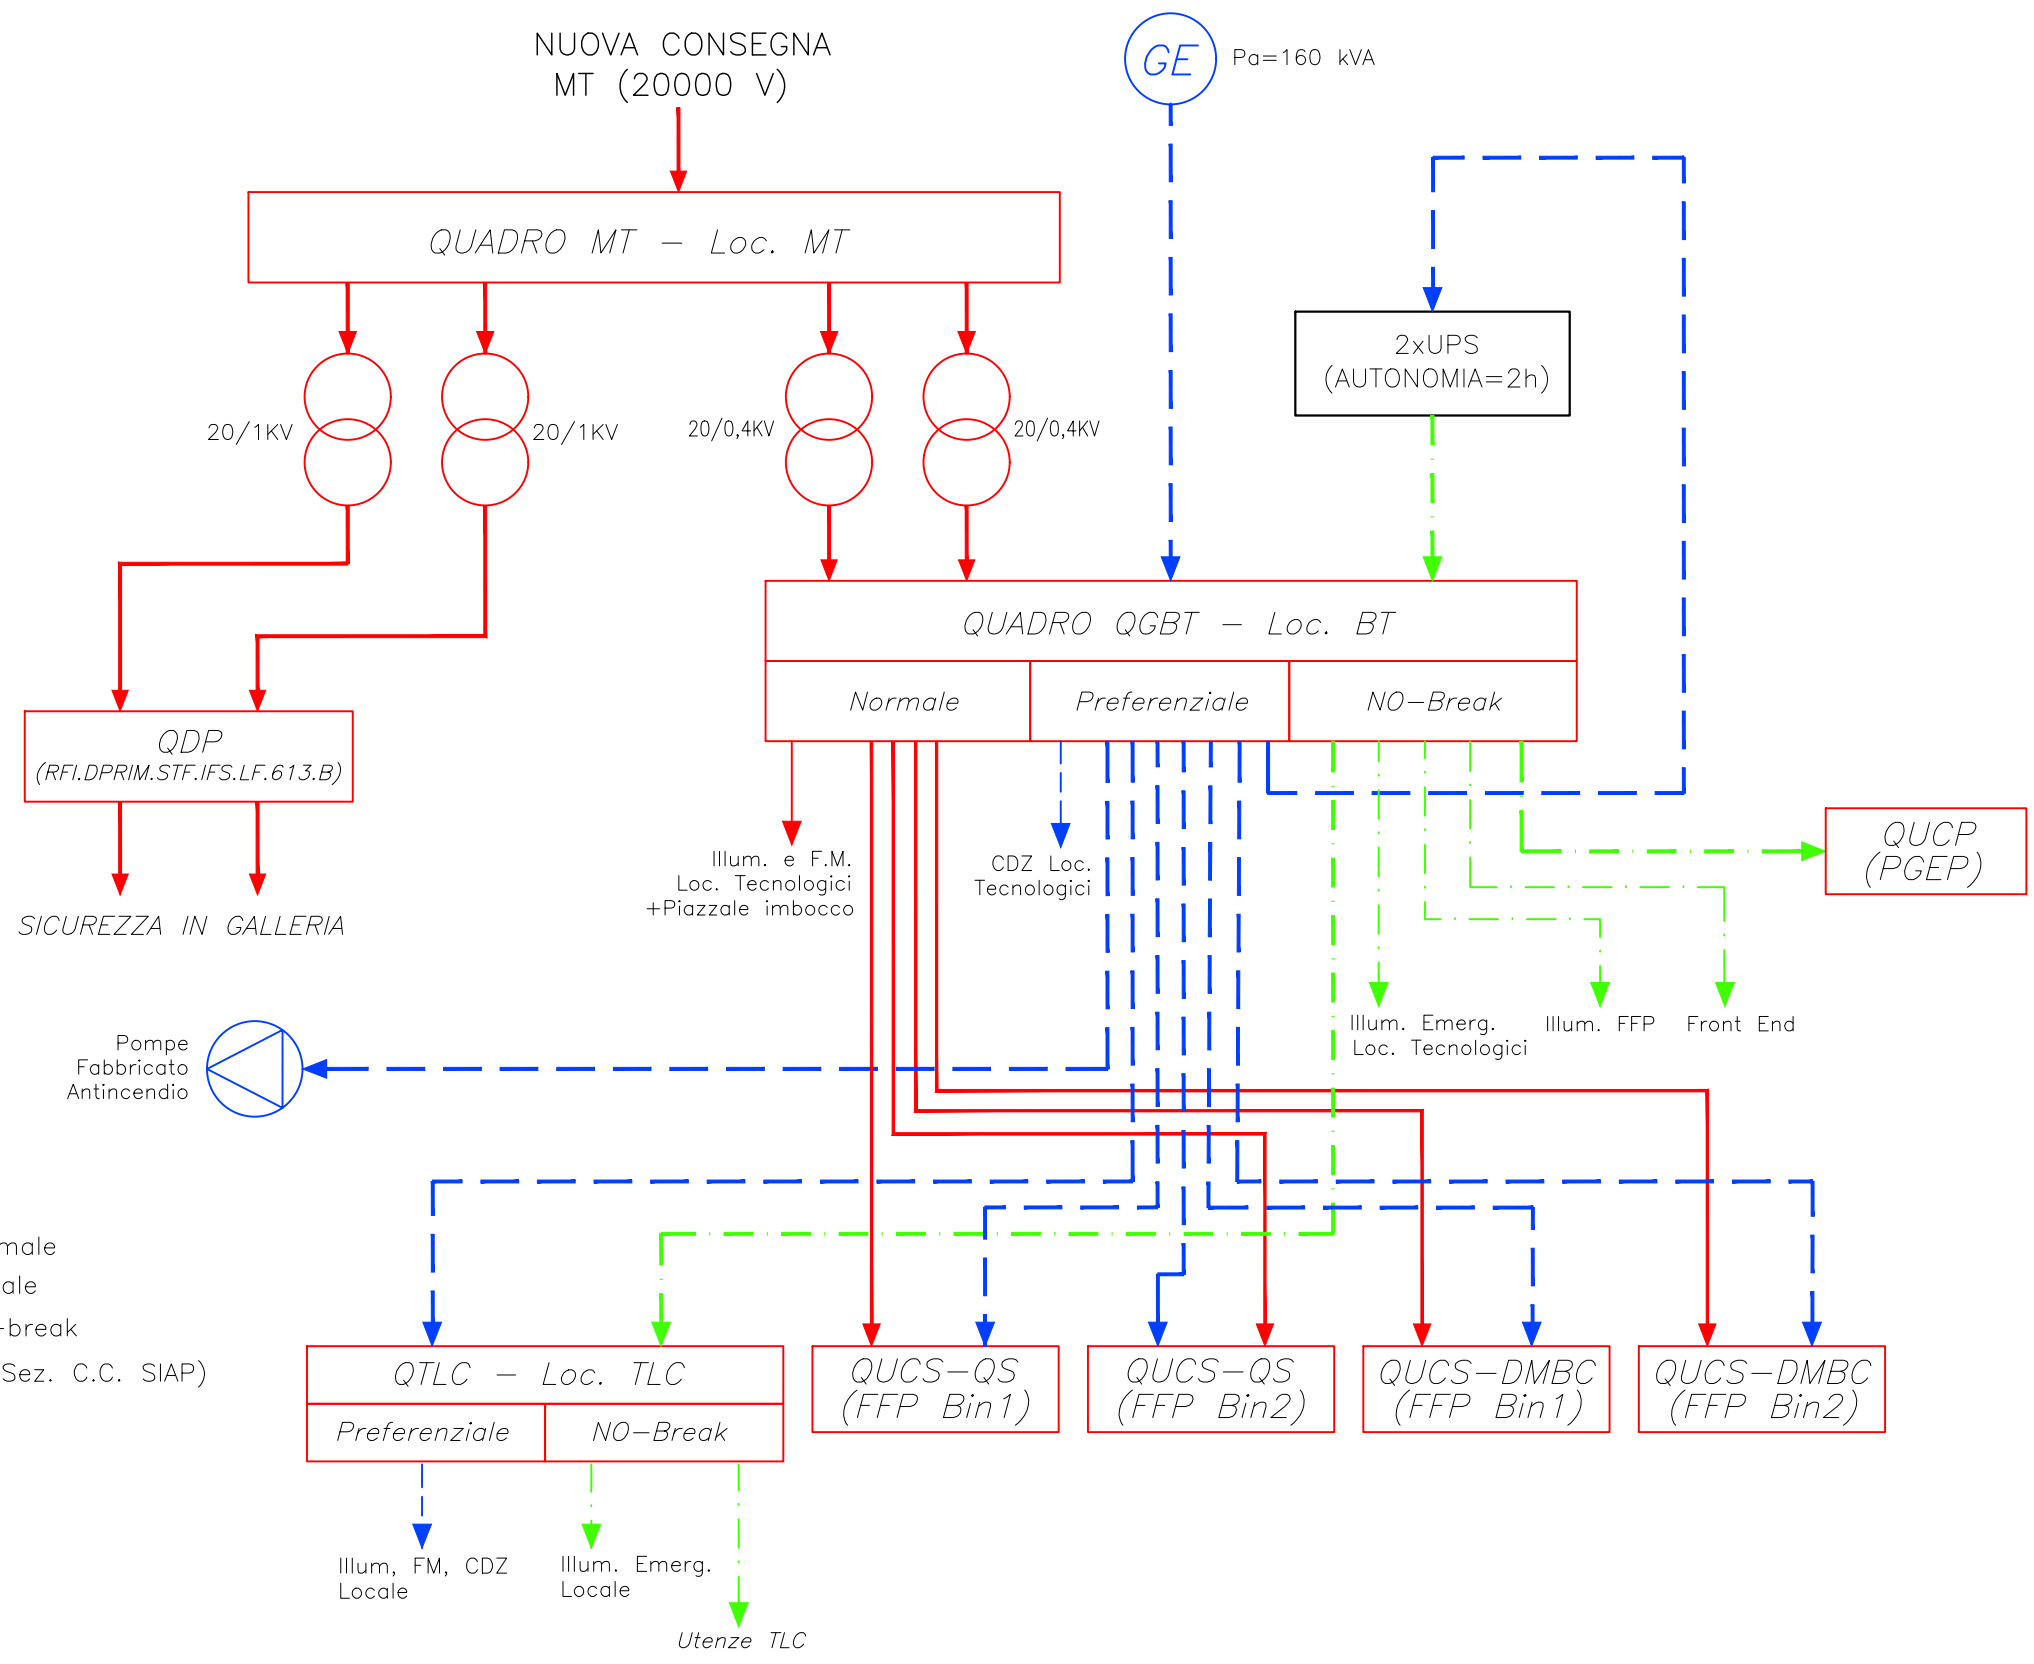 NUOVA CONSEGNA
MT (20000 V)
GE
Pa=160 kVA
QUADRO MT - Loc. MT
2xUPS
(AUTONOMIA=2h)
20/1KV
20/1KV
20/0,4KV
20/0,4KV
QUADRO QGBT - Loc. BT
Normale
Preferenziale
NO-Break
QDP
(RFI.DPRIM.STF.IFS.LF.613.B)
SICUREZZA IN GALLERIA
Illum. e F.M.
Loc. Tecnologici
+Piazzale imbocco
CDZ Loc.
Tecnologici
QUCP
(PGEP)
Illum. Emerg.
Loc. Tecnologici
Illum. FFP
Front End
Pompe
Fabbricato
Antincendio
male
ale
-break
Sez. C.C. SIAP)
QTLC - Loc. TLC
Preferenziale
NO-Break
QUCS-QS
(FFP Bin1)
QUCS-QS
(FFP Bin2)
QUCS-DMBC
(FFP Bin1)
QUCS-DMBC
(FFP Bin2)
Illum, FM, CDZ
Locale
Illum. Emerg.
Locale
Utenze TLC